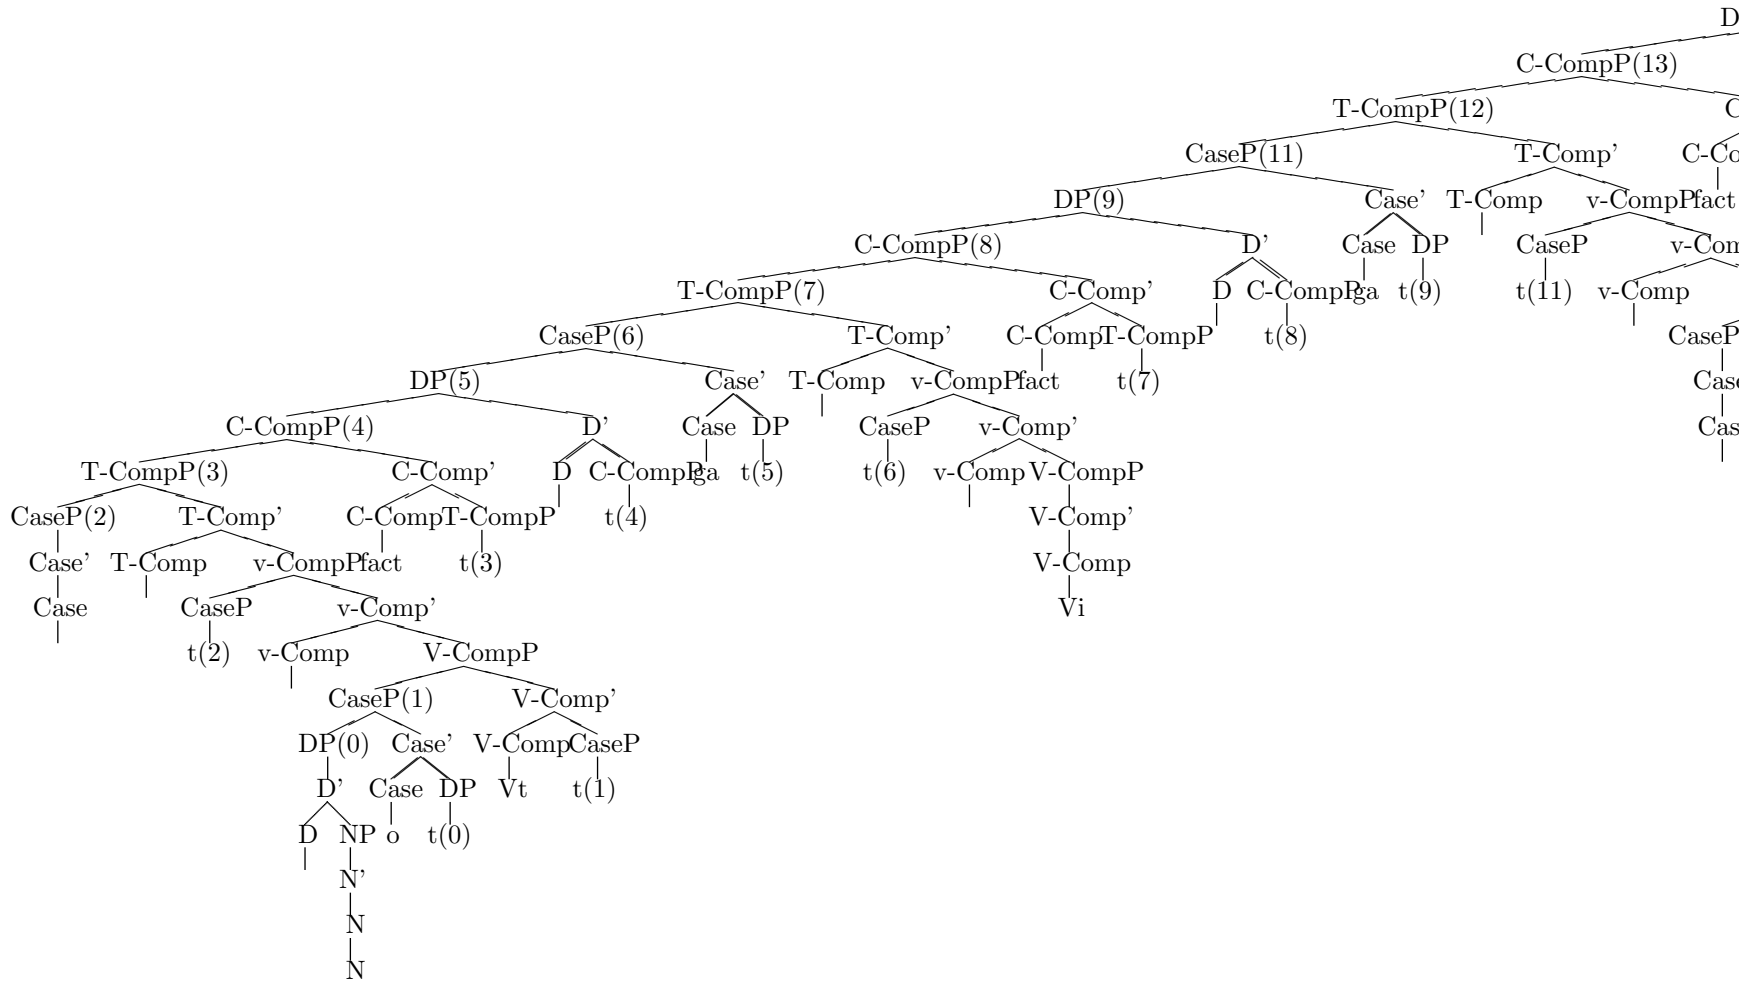 D
C-CompP(13)
T-CompP(12) C
CaseP(11) T-Comp' C-Co
DP(9) Case' T-Comp v-CompP fact
C-CompP(8) D' Case DP CaseP v-Com
T-CompP(7) C-Comp' D C-CompP ga t(9) t(11) v-Comp
CaseP(6) T-Comp' C-Comp T-CompP t(8) CaseP
DP(5) Case' T-Comp v-CompP fact t(7) Case
C-CompP(4) D' Case DP CaseP v-Comp' Cas
T-CompP(3) C-Comp' D C-CompP ga t(5) t(6) v-Comp V-CompP
CaseP(2) T-Comp' C-Comp T-CompP t(4) V-Comp'
Case' T-Comp v-CompP fact t(3) V-Comp
Case CaseP v-Comp' Vi
t(2) v-Comp V-CompP
CaseP(1) V-Comp'
DP(0) Case' V-Comp CaseP
D' Case DP Vt t(1)
D NP o t(0)
N'
N
N